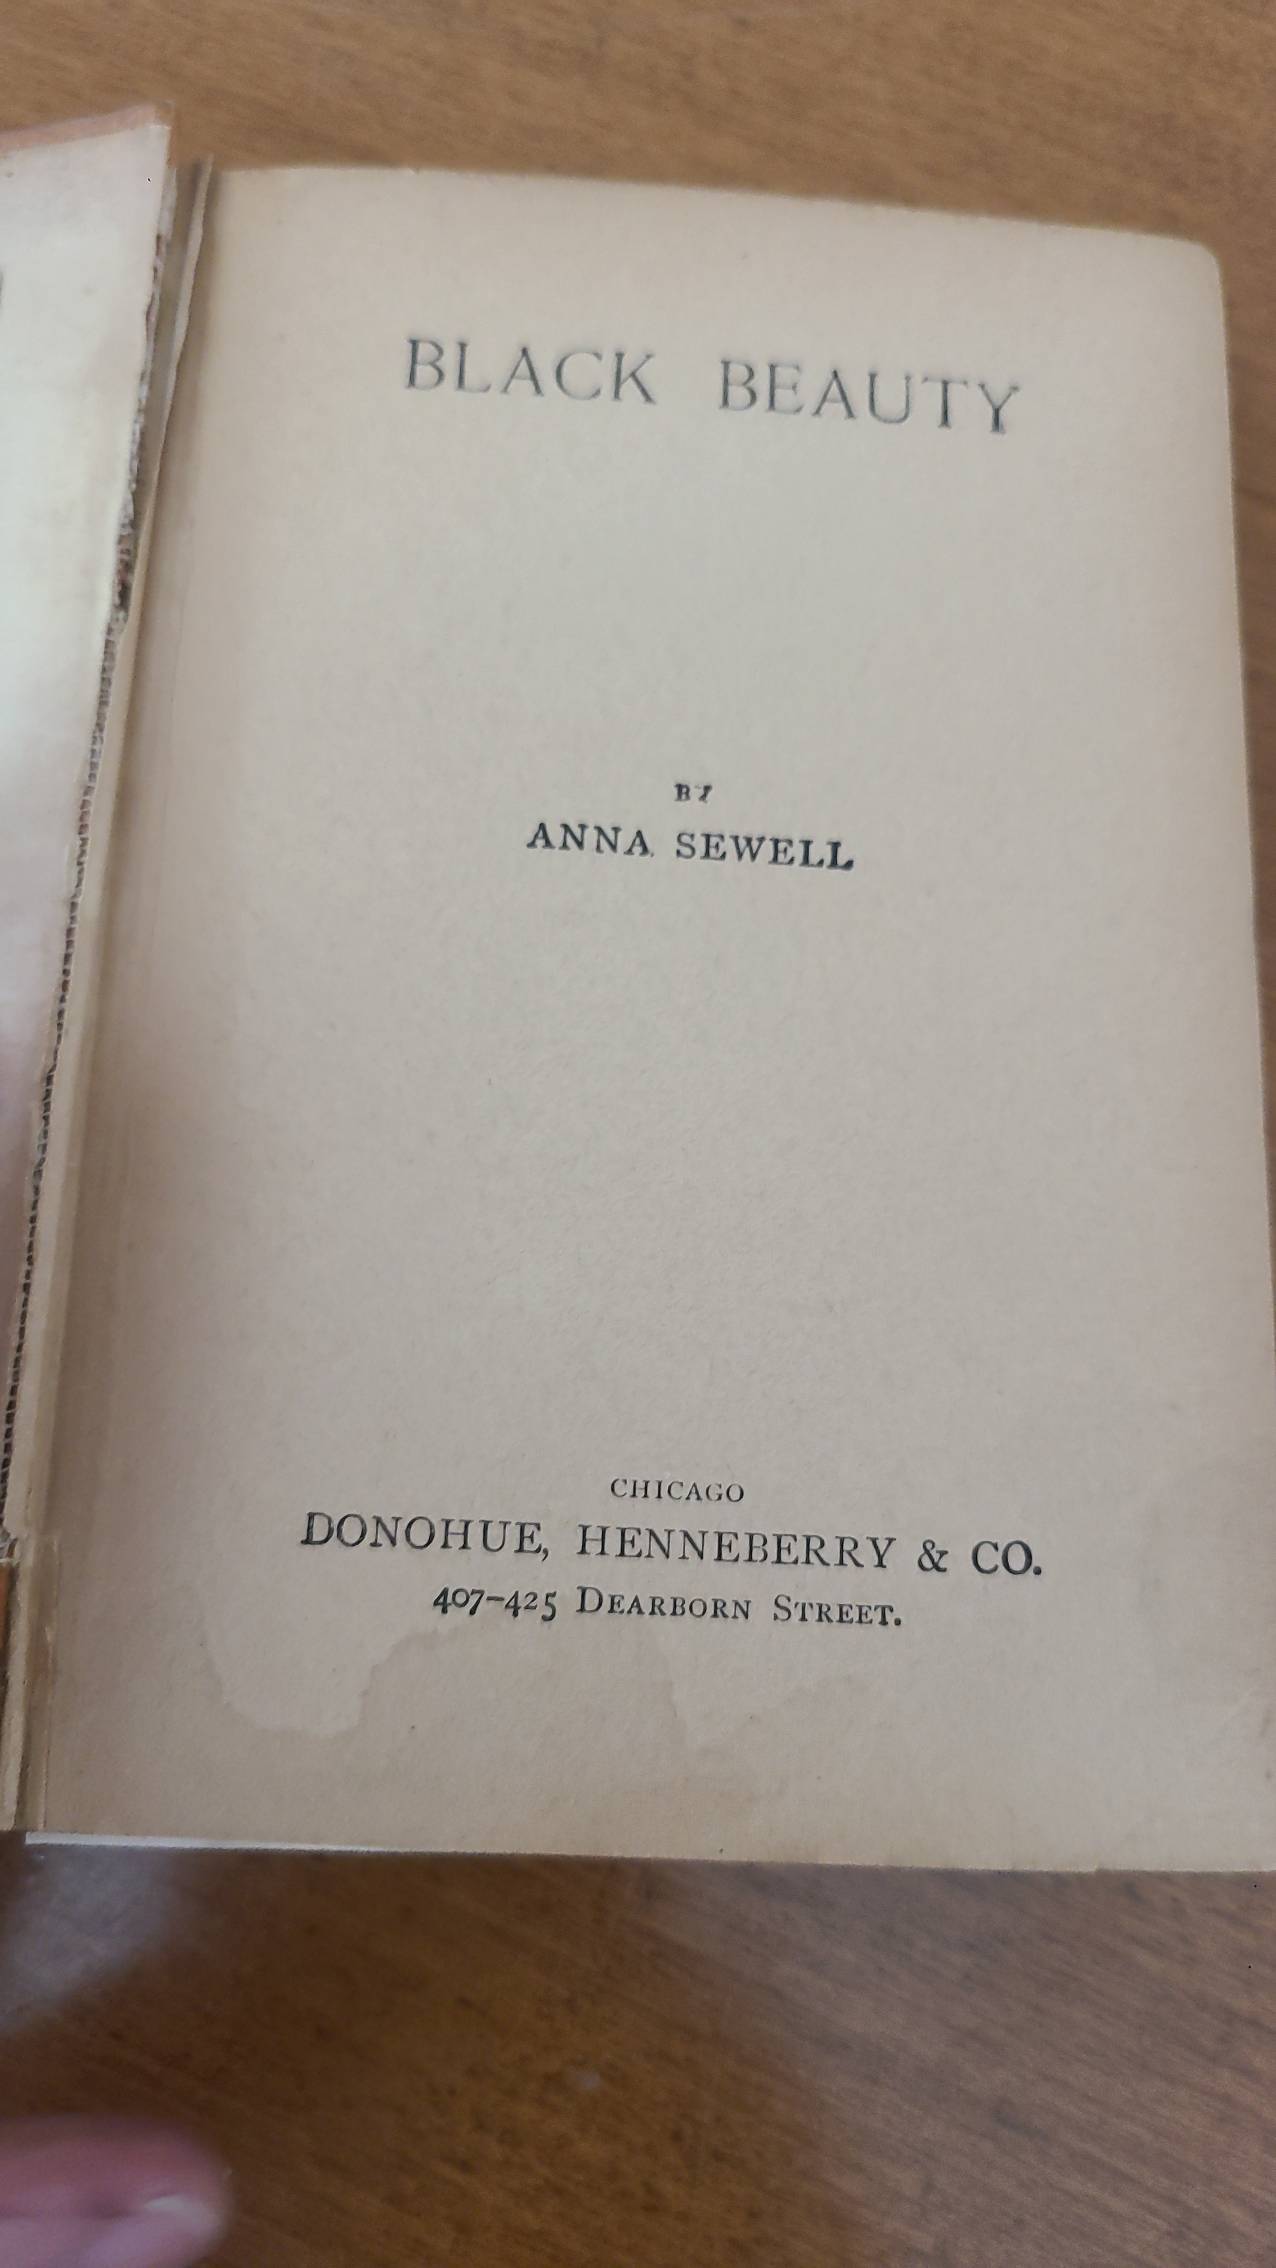 BLACK BEAUTY
BY
ANNA SEWELL
CHICAGO
DONOHUE, HENNEBERRY & CO.
407-425 DEARBORN STREET.